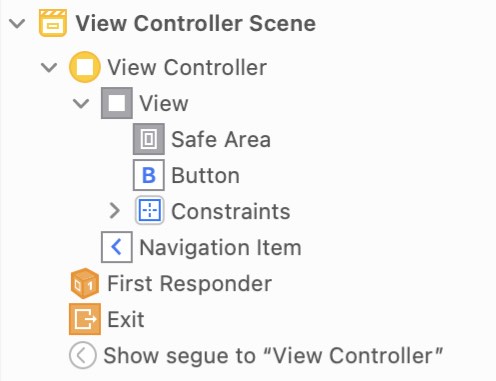 View Controller Scene
View Controller
View
Safe Area
B Button
Constraints
Navigation Item
First Responder
Exit
Show segue to “View Controller”